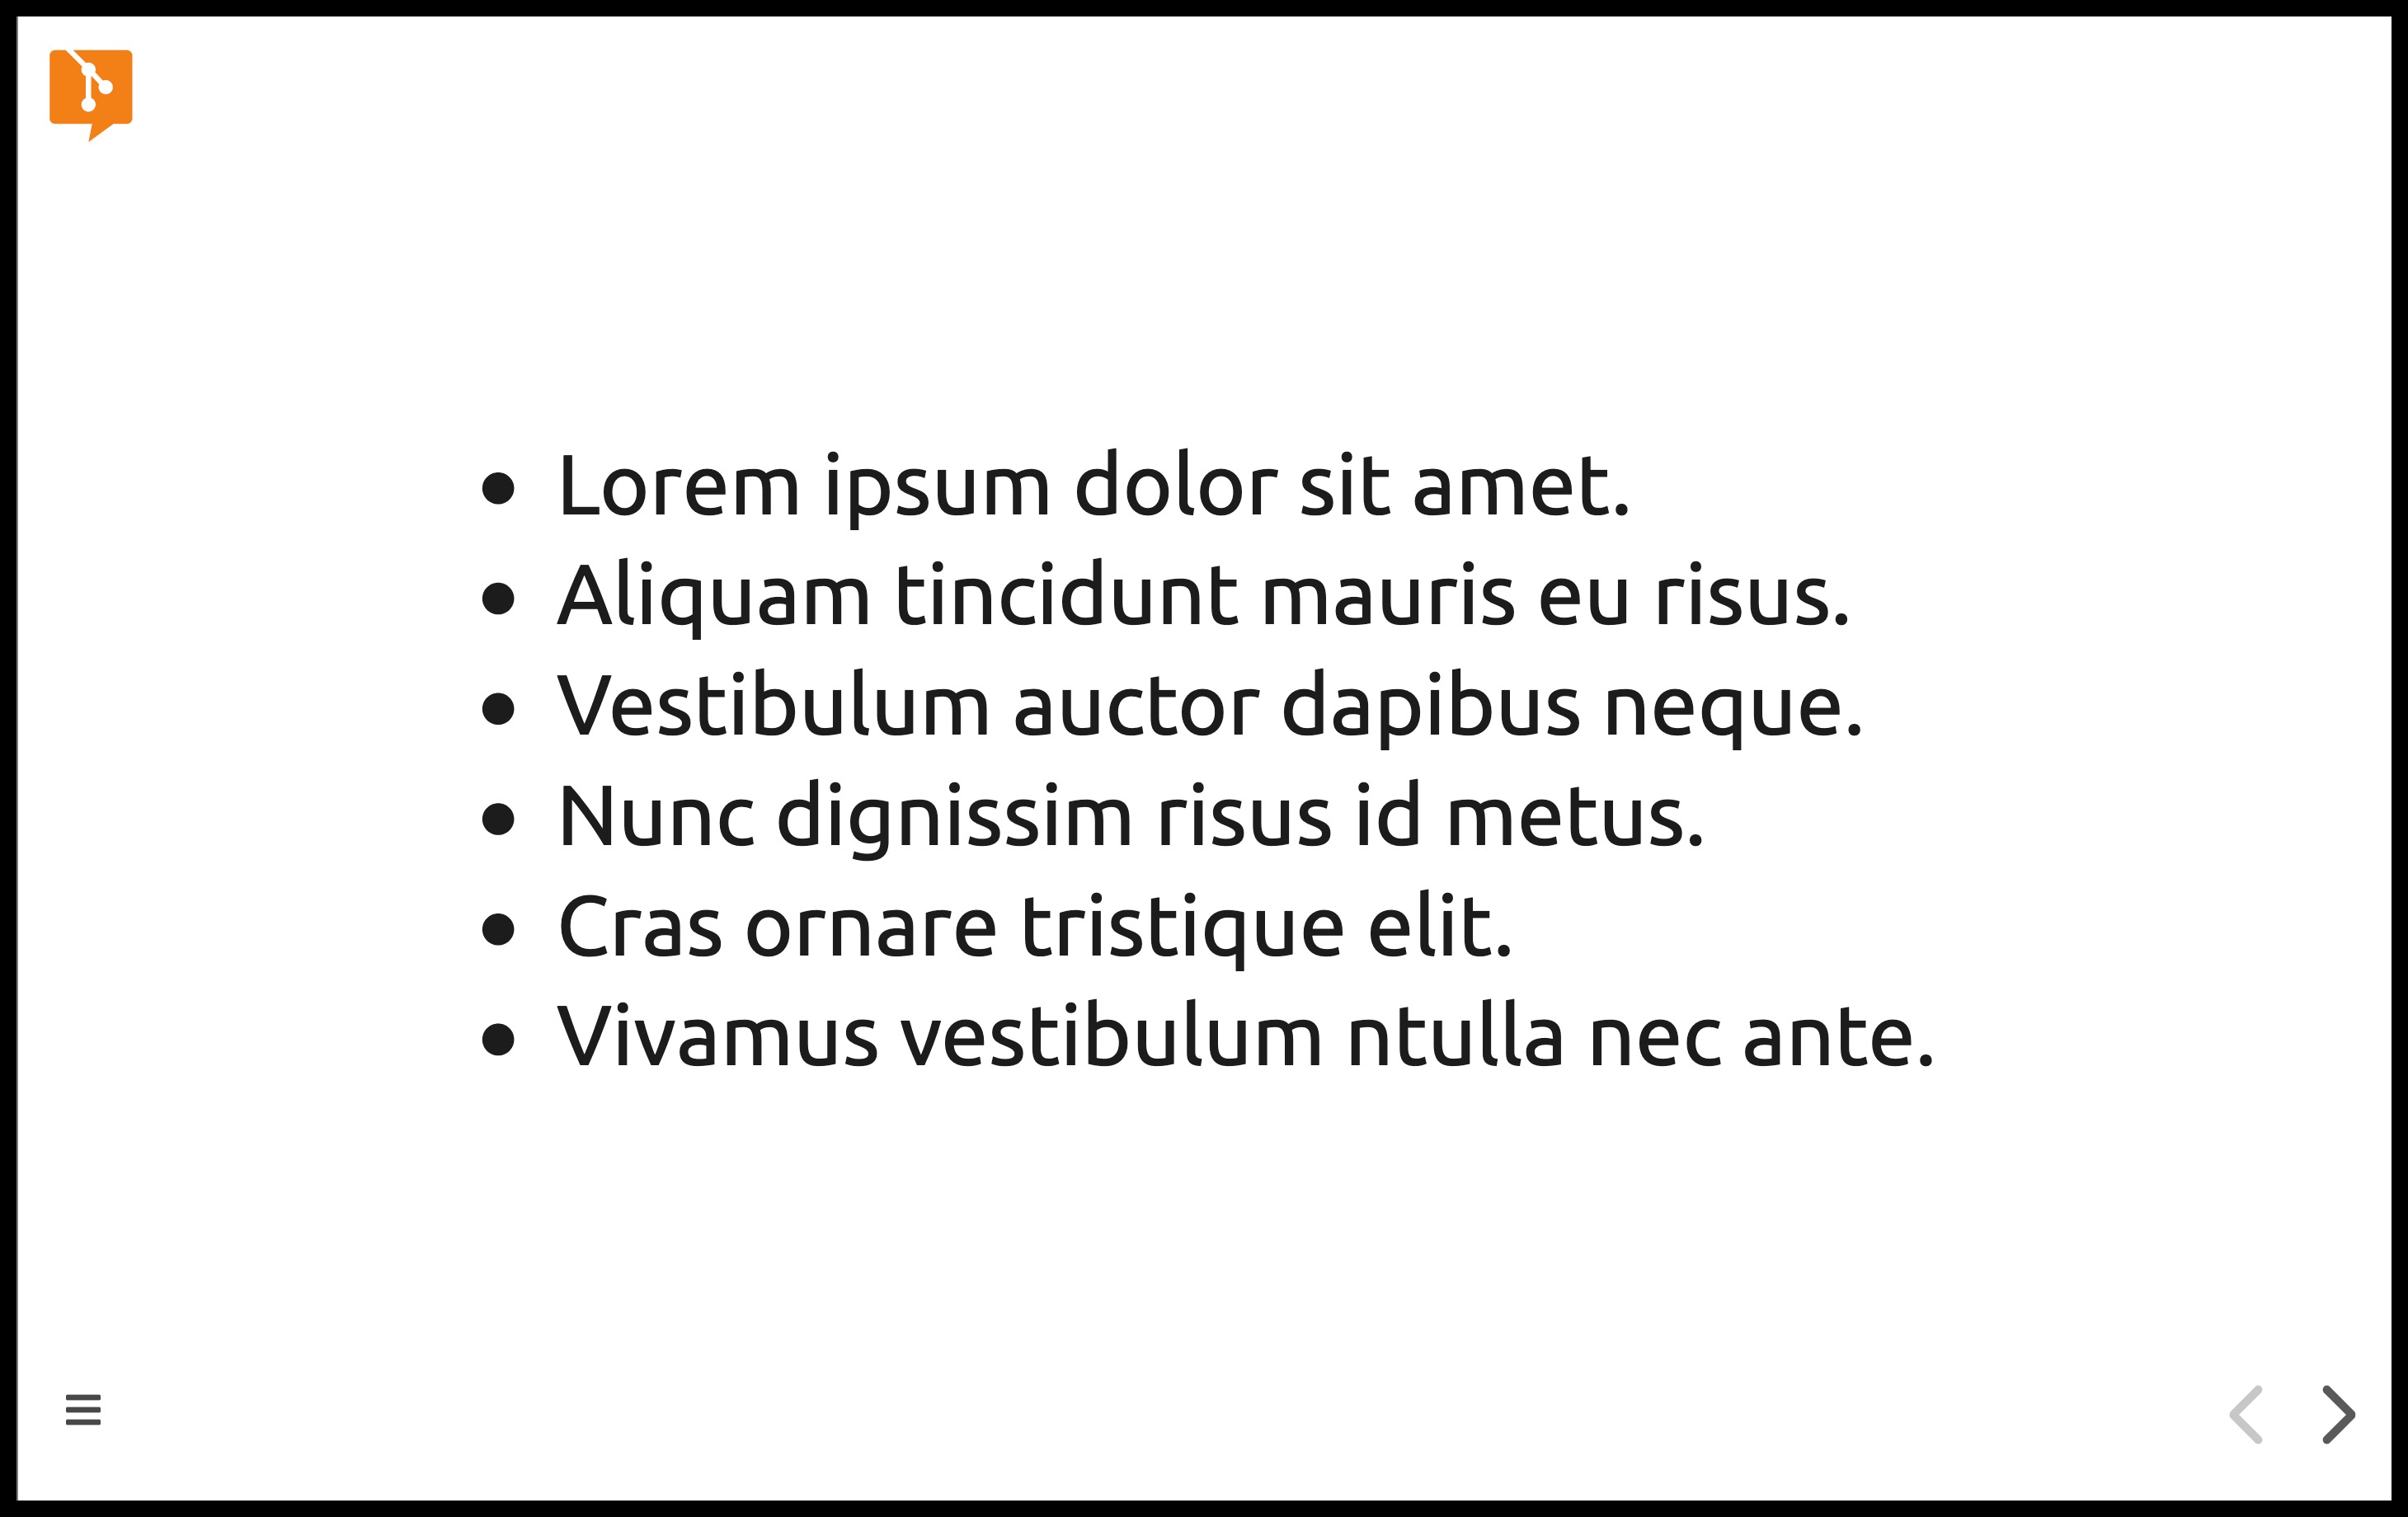 Lorem ipsum dolor sit amet.
Aliquam tincidunt mauris eu risus.
Vestibulum auctor dapibus neque.
Nunc dignissim risus id metus.
Cras ornare tristique elit.
Vivamus vestibulum ntulla nec ante.